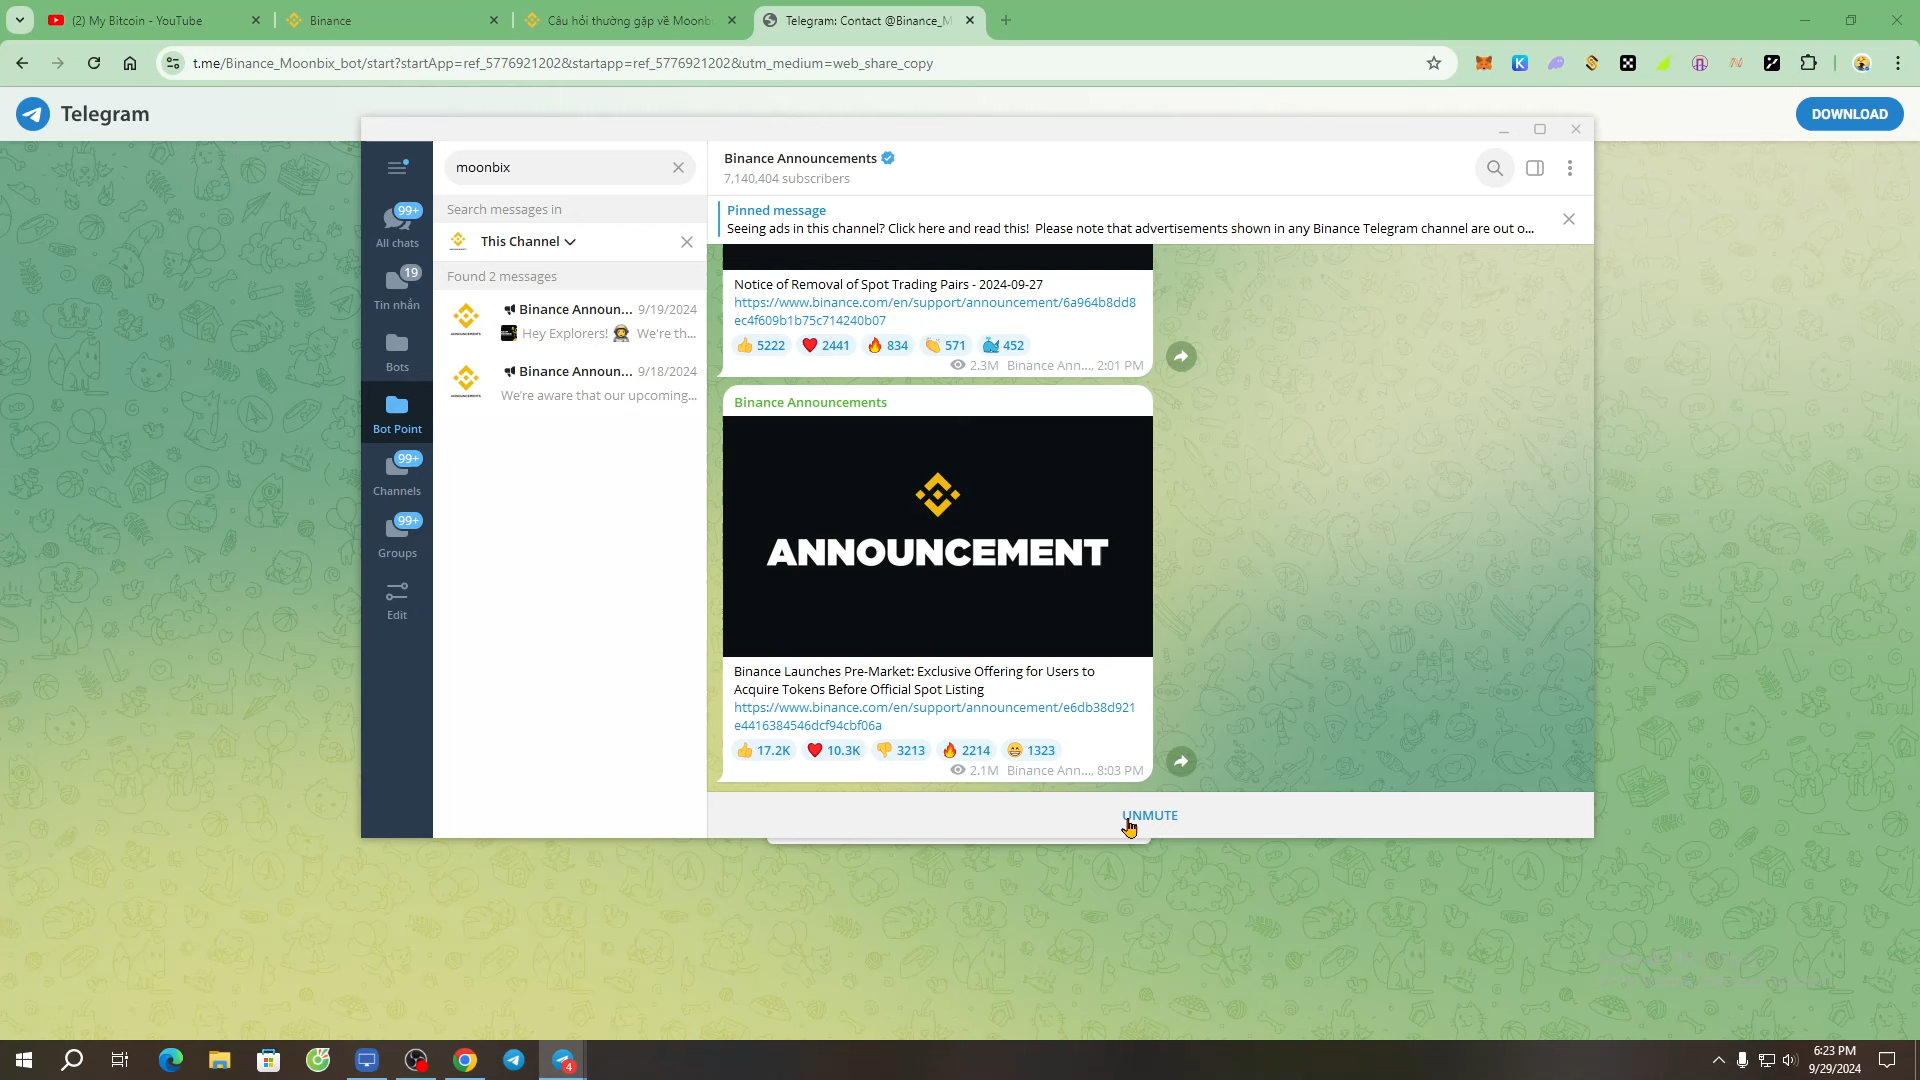 (2) My Bitcoin - YouTube
Binance
Câu hỏi thường gặp về Moonb
Telegram: Contact @Binance_M
t.me/Binance_Moonbix_bot/start?startApp=ref_5776921202&startapp=ref_5776921202&utm_medium=web_share_copy
Telegram
DOWNLOAD
99+
All chats
19
Tin nhắn
Bots
Bot Point
99+
Channels
99+
Groups
Edit
moonbix
Search messages in
This Channel
Found 2 messages
Binance Announ... 9/19/2024
Hey Explorers! We're th...
Binance Announ... 9/18/2024
We're aware that our upcoming...
Binance Announcements
7,140,404 subscribers
Pinned message
Seeing ads in this channel? Click here and read this! Please note that advertisements shown in any Binance Telegram channel are out o...
Notice of Removal of Spot Trading Pairs - 2024-09-27
https://www.binance.com/en/support/announcement/6a964b8dd8
ec4f609b1b75c714240b07
5222 2441 834 571 452
2.3M Binance Ann..., 2:01 PM
Binance Announcements
ANNOUNCEMENT
Binance Launches Pre-Market: Exclusive Offering for Users to
Acquire Tokens Before Official Spot Listing
https://www.binance.com/en/support/announcement/e6db38d921
e4416384546dcf94cbf06a
17.2K 10.3K 3213 2214 1323
2.1M Binance Ann..., 8:03 PM
UNMUTE
4
6:23 PM
9/29/2024